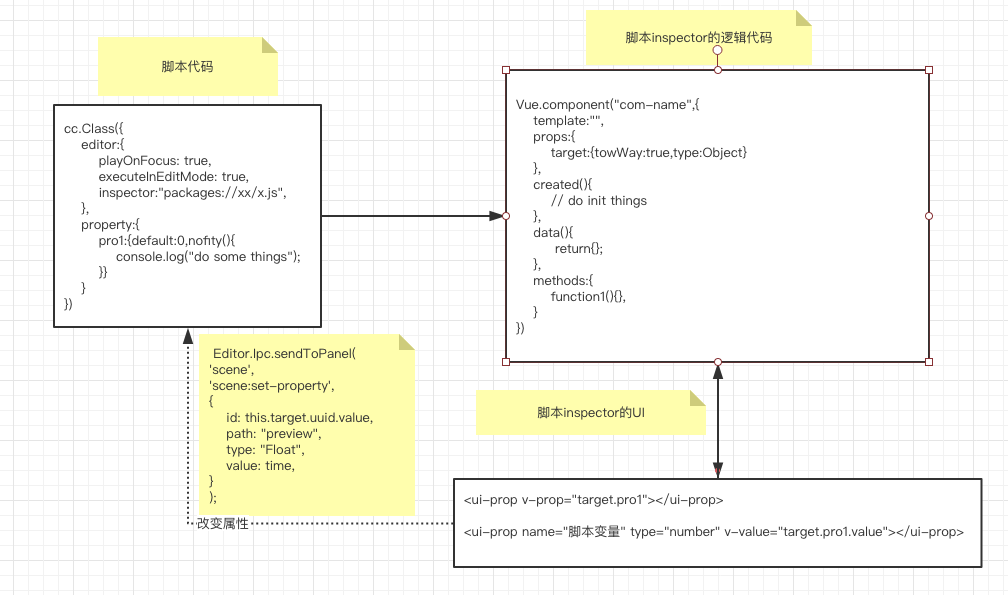 脚本代码
cc.Class({
editor:{
playOnFocus: true,
executeInEditMode: true,
inspector:"packages://xx/x.js",
},
property:{
pro1:{default:0,nofity(){
console.log("do some things");
}}
}
})
脚本inspector的逻辑代码
Vue.component("com-name",{
template:"",
props:{
target:{towWay:true,type:Object}
},
created(){
// do init things
},
data(){
return{};
},
methods:{
function1(){},
}
})
Editor.Ipc.sendToPanel(
'scene',
'scene:set-property',
{
id: this.target.uuid.value,
path: "preview",
type: "Float",
value: time,
}
);
改变属性
脚本inspector的UI
<ui-prop v-prop="target.pro1"></ui-prop>
<ui-prop name="脚本变量" type="number" v-value="target.pro1.value"></ui-prop>